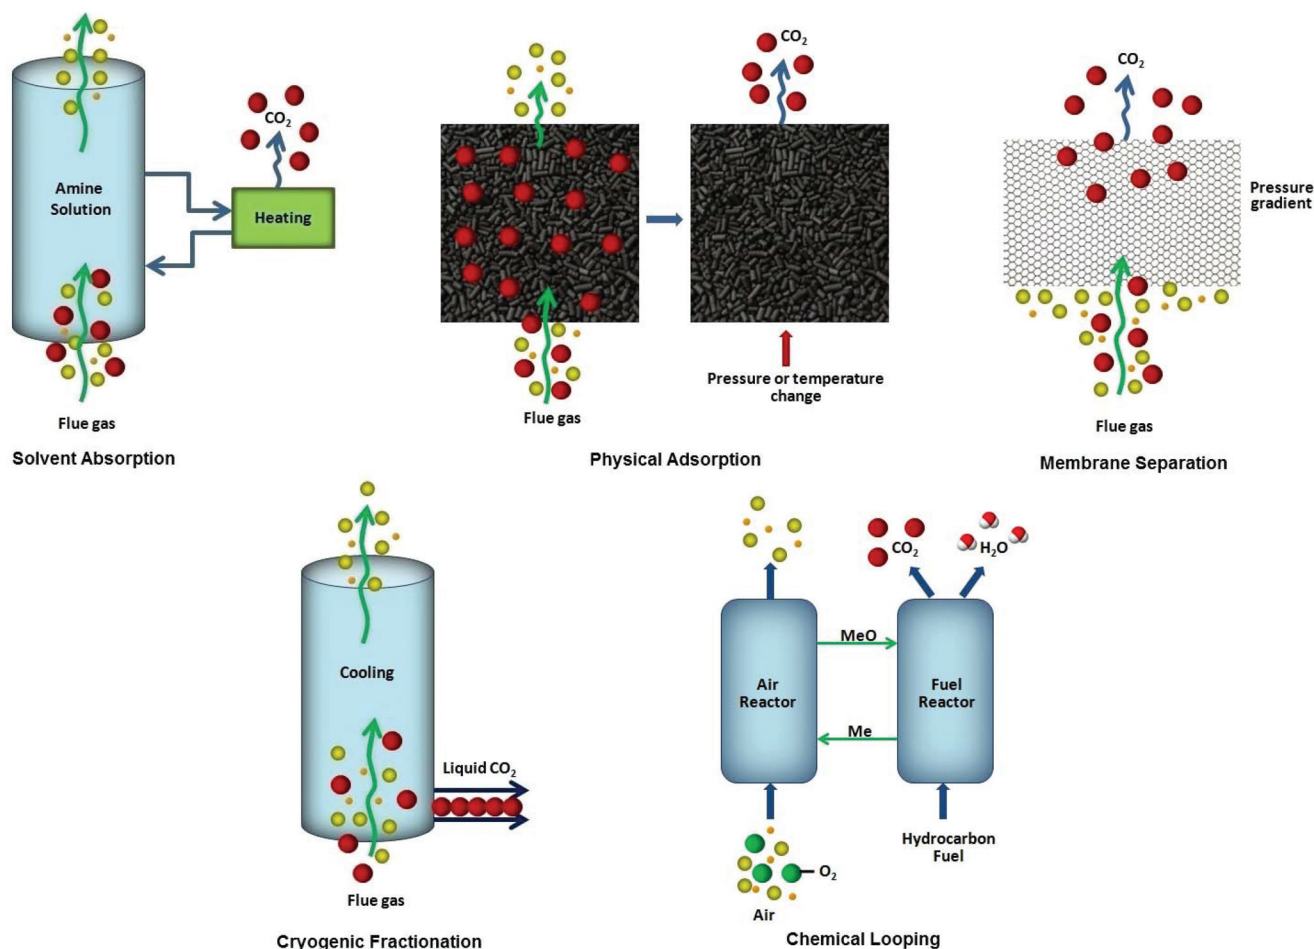 CO2
Amine
Solution
Heating
Flue gas
Solvent Absorption
CO2
Flue gas
Pressure or temperature
change
Physical Adsorption
CO2
Pressure
gradient
Flue gas
Membrane Separation
Cooling
Liquid CO2
Flue gas
Cryogenic Fractionation
CO2
H2O
MeO
Air
Reactor
Fuel
Reactor
Me
Hydrocarbon
Fuel
O2
Air
Chemical Looping